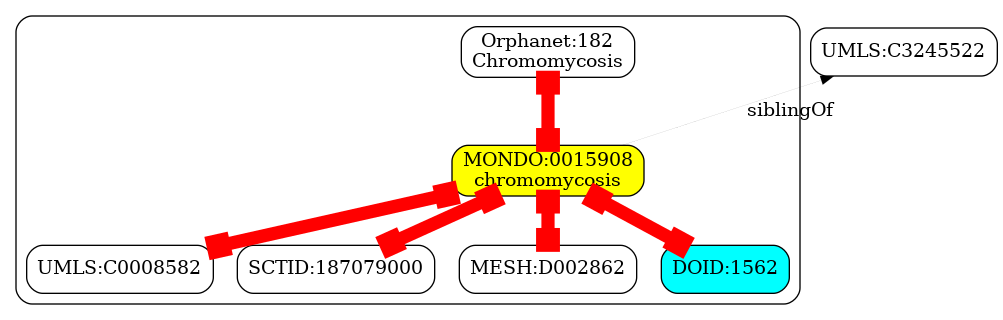 Orphanet:182
Chromomycosis
UMLS:C3245522
siblingOf
MONDO:0015908
chromomycosis
UMLS:C0008582
SCTID:187079000
MESH:D002862
DOID:1562